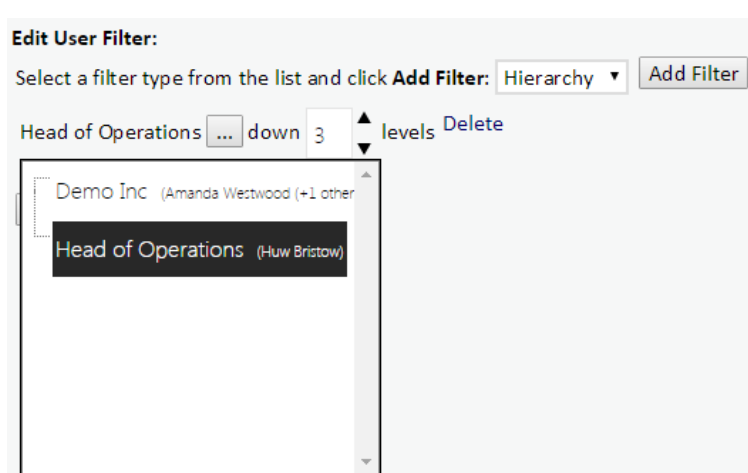 Edit User Filter:
Select a filter type from the list and click Add Filter: Hierarchy Add Filter
Head of Operations ... down 3 levels Delete
Demo Inc (Amanda Westwood (+1 other
Head of Operations (Huw Bristow)